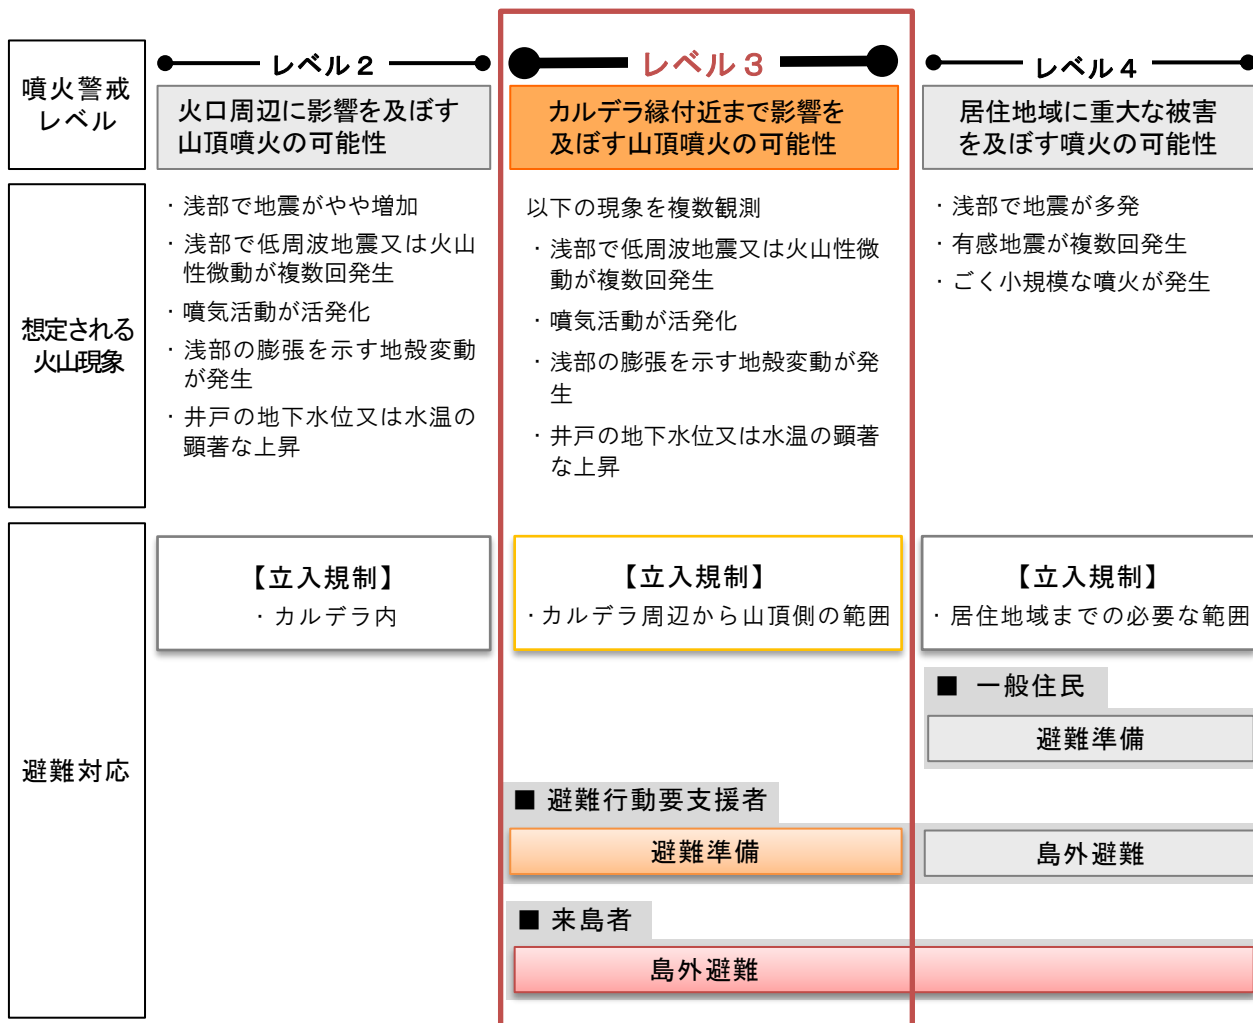 噴火警戒
レベル
レベル２
火口周辺に影響を及ぼす
山頂噴火の可能性
レベル３
カルデラ縁付近まで影響を
及ぼす山頂噴火の可能性
レベル４
居住地域に重大な被害
を及ぼす噴火の可能性
想定される
火山現象
・浅部で地震がやや増加
・浅部で低周波地震又は火山
性微動が複数回発生
・噴気活動が活発化
・浅部の膨張を示す地殻変動
が発生
・井戸の地下水位又は水温の
顕著な上昇
以下の現象を複数観測
・浅部で低周波地震又は火山性微
動が複数回発生
・噴気活動が活発化
・浅部の膨張を示す地殻変動が発
生
・井戸の地下水位又は水温の顕著
な上昇
・浅部で地震が多発
・有感地震が複数回発生
・ごく小規模な噴火が発生
避難対応
【立入規制】
・カルデラ内
【立入規制】
・カルデラ周辺から山頂側の範囲
【立入規制】
・居住地域までの必要な範囲
■ 一般住民
避難準備
■ 避難行動要支援者
避難準備
島外避難
■ 来島者
島外避難